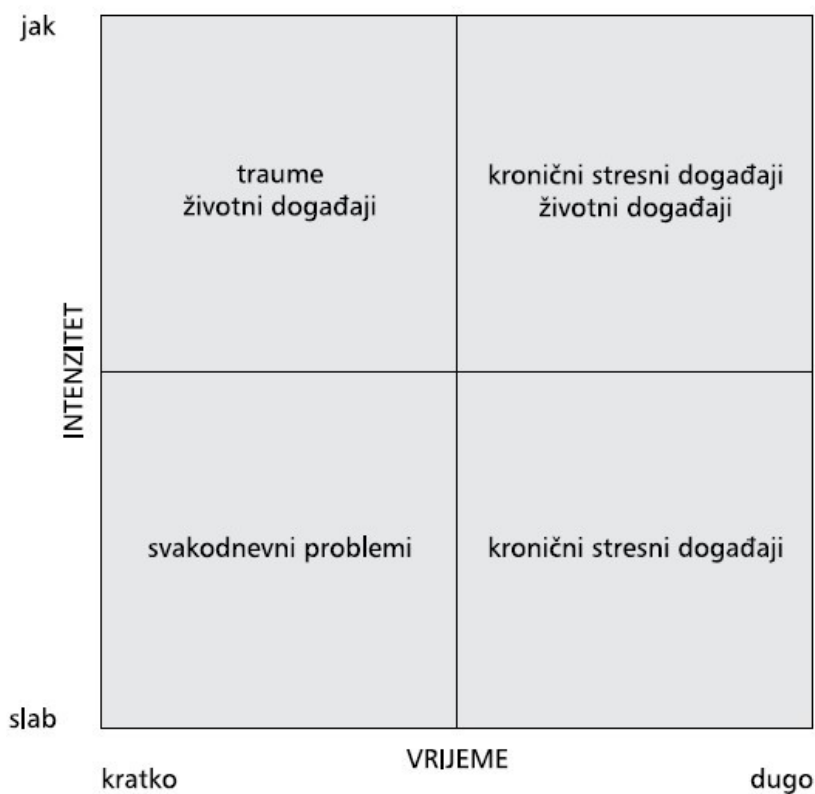 jak
traume
životni događaji
kronični stresni događaji
životni događaji
INTENZITET
svakodnevni problemi
kronični stresni događaji
slab
VRIJEME
kratko
dugo